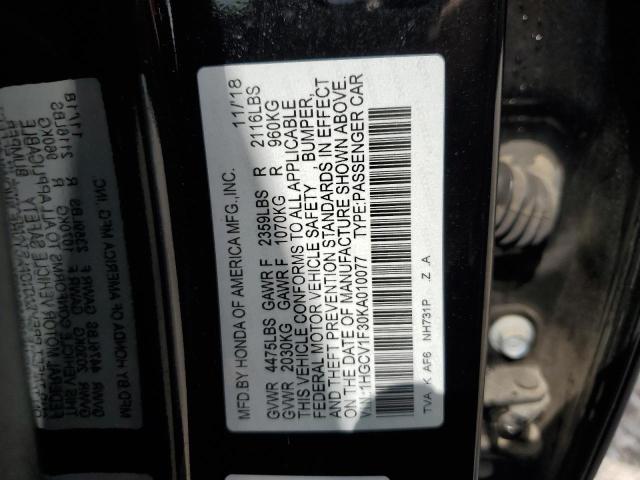 MFD.BY HONDA OF AMERICA MFG.,INC. 11/18
GVWR 4475LBS GAWR F 2359LBS R 2116LBS
GVWR 2030KG GAWR F 1070KG R 960KG
THIS VEHICLE CONFORMS TO ALL APPLICABLE
FEDERAL MOTOR VEHICLE SAFETY , BUMPER,
AND THEFT PREVENTION STANDARDS IN EFFECT
ON THE DATE OF MANUFACTURE SHOWN ABOVE.
V.I.N.:1HGCV1F30KA010077 TYPE:PASSENGER CAR
TVA K AF6 NH731P Z A